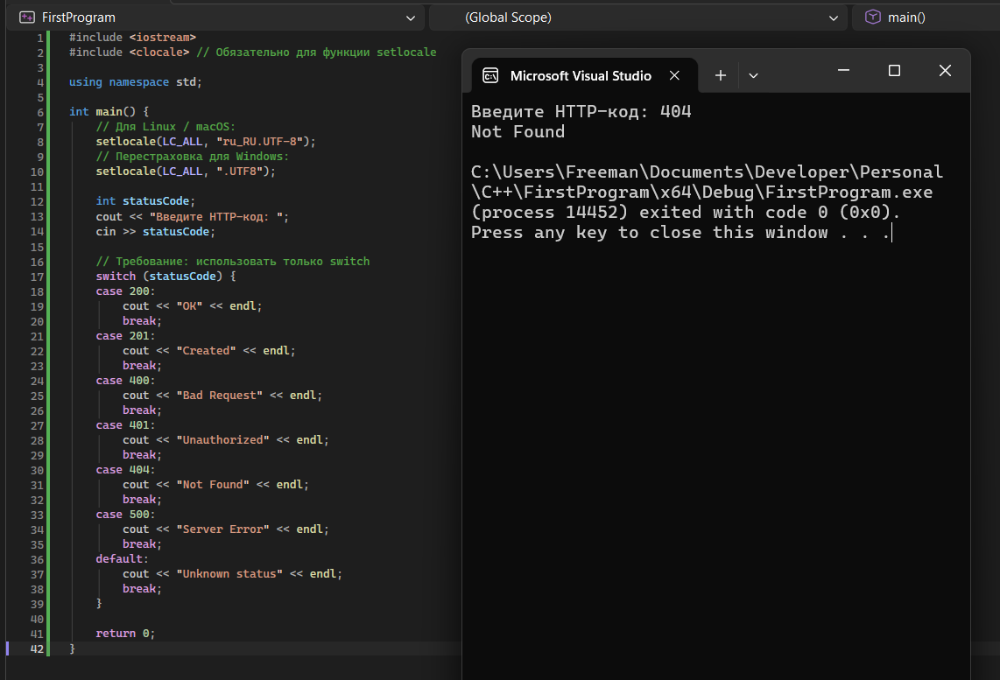 FirstProgram
(Global Scope)
main()
1 #include <iostream>
2 #include <clocale> // Обязательно для функции setlocale
3
4 using namespace std;
5
6 int main() {
7 // Для Linux / macOS:
8 setlocale(LC_ALL, "ru_RU.UTF-8");
9 // Перестраховка для Windows:
10 setlocale(LC_ALL, ".UTF8");
11
12 int statusCode;
13 cout << "Введите HTTP-код: ";
14 cin >> statusCode;
15
16 // Требование: использовать только switch
17 switch (statusCode) {
18 case 200:
19 cout << "OK" << endl;
20 break;
21 case 201:
22 cout << "Created" << endl;
23 break;
24 case 400:
25 cout << "Bad Request" << endl;
26 break;
27 case 401:
28 cout << "Unauthorized" << endl;
29 break;
30 case 404:
31 cout << "Not Found" << endl;
32 break;
33 case 500:
34 cout << "Server Error" << endl;
35 break;
36 default:
37 cout << "Unknown status" << endl;
38 break;
39 }
40
41 return 0;
42 }
Microsoft Visual Studio
Введите HTTP-код: 404
Not Found
C:\Users\Freeman\Documents\Developer\Personal
\C++\FirstProgram\x64\Debug\FirstProgram.exe
(process 14452) exited with code 0 (0x0).
Press any key to close this window . . .